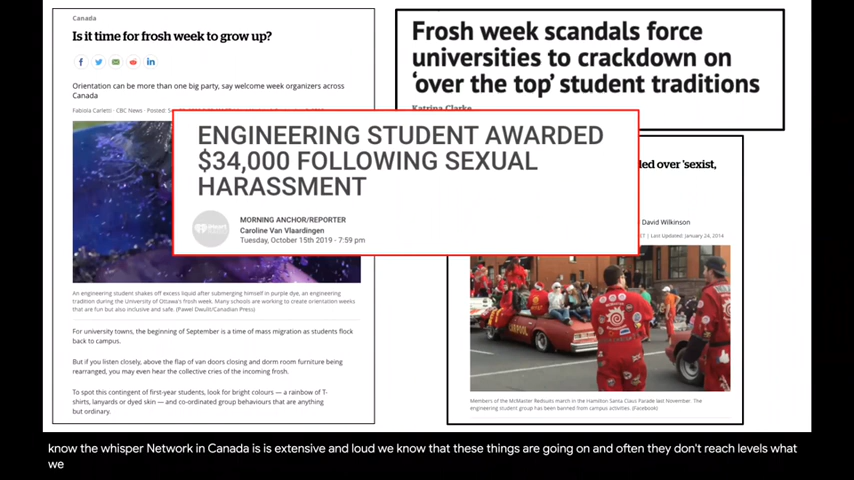 Canada
Is it time for frosh week to grow up?
Orientation can be more than one big party, say welcome week organizers across
Canada
Fabiola Carletti · CBC News · Posted:
Frosh week scandals force
universities to crackdown on
‘over the top’ student traditions
Katrina Clarke
ENGINEERING STUDENT AWARDED
$34,000 FOLLOWING SEXUAL
HARASSMENT
MORNING ANCHOR/REPORTER
Caroline Van Vlaardingen
Tuesday, October 15th 2019 - 7:59 pm
over 'sexist,
David Wilkinson
Last Updated: January 24, 2014
An engineering student shakes off excess liquid after submerging himself in purple dye, an engineering
tradition during the University of Ottawa's frosh week. Many schools are working to create orientation weeks
that are fun but also inclusive and safe. (Pawel Dwulit/Canadian Press)
For university towns, the beginning of September is a time of mass migration as students flock
back to campus.
But if you listen closely, above the flap of van doors closing and dorm room furniture being
rearranged, you may even hear the collective cries of the incoming frosh.
To spot this contingent of first-year students, look for bright colours — a rainbow of T-
shirts, lanyards or dyed skin — and co-ordinated group behaviours that are anything
but ordinary.
Members of the McMaster Redsuits march in the Hamilton Santa Claus Parade last November. The
engineering student group has been banned from campus activities. (Facebook)
know the whisper Network in Canada is is extensive and loud we know that these things are going on and often they don't reach levels what
we